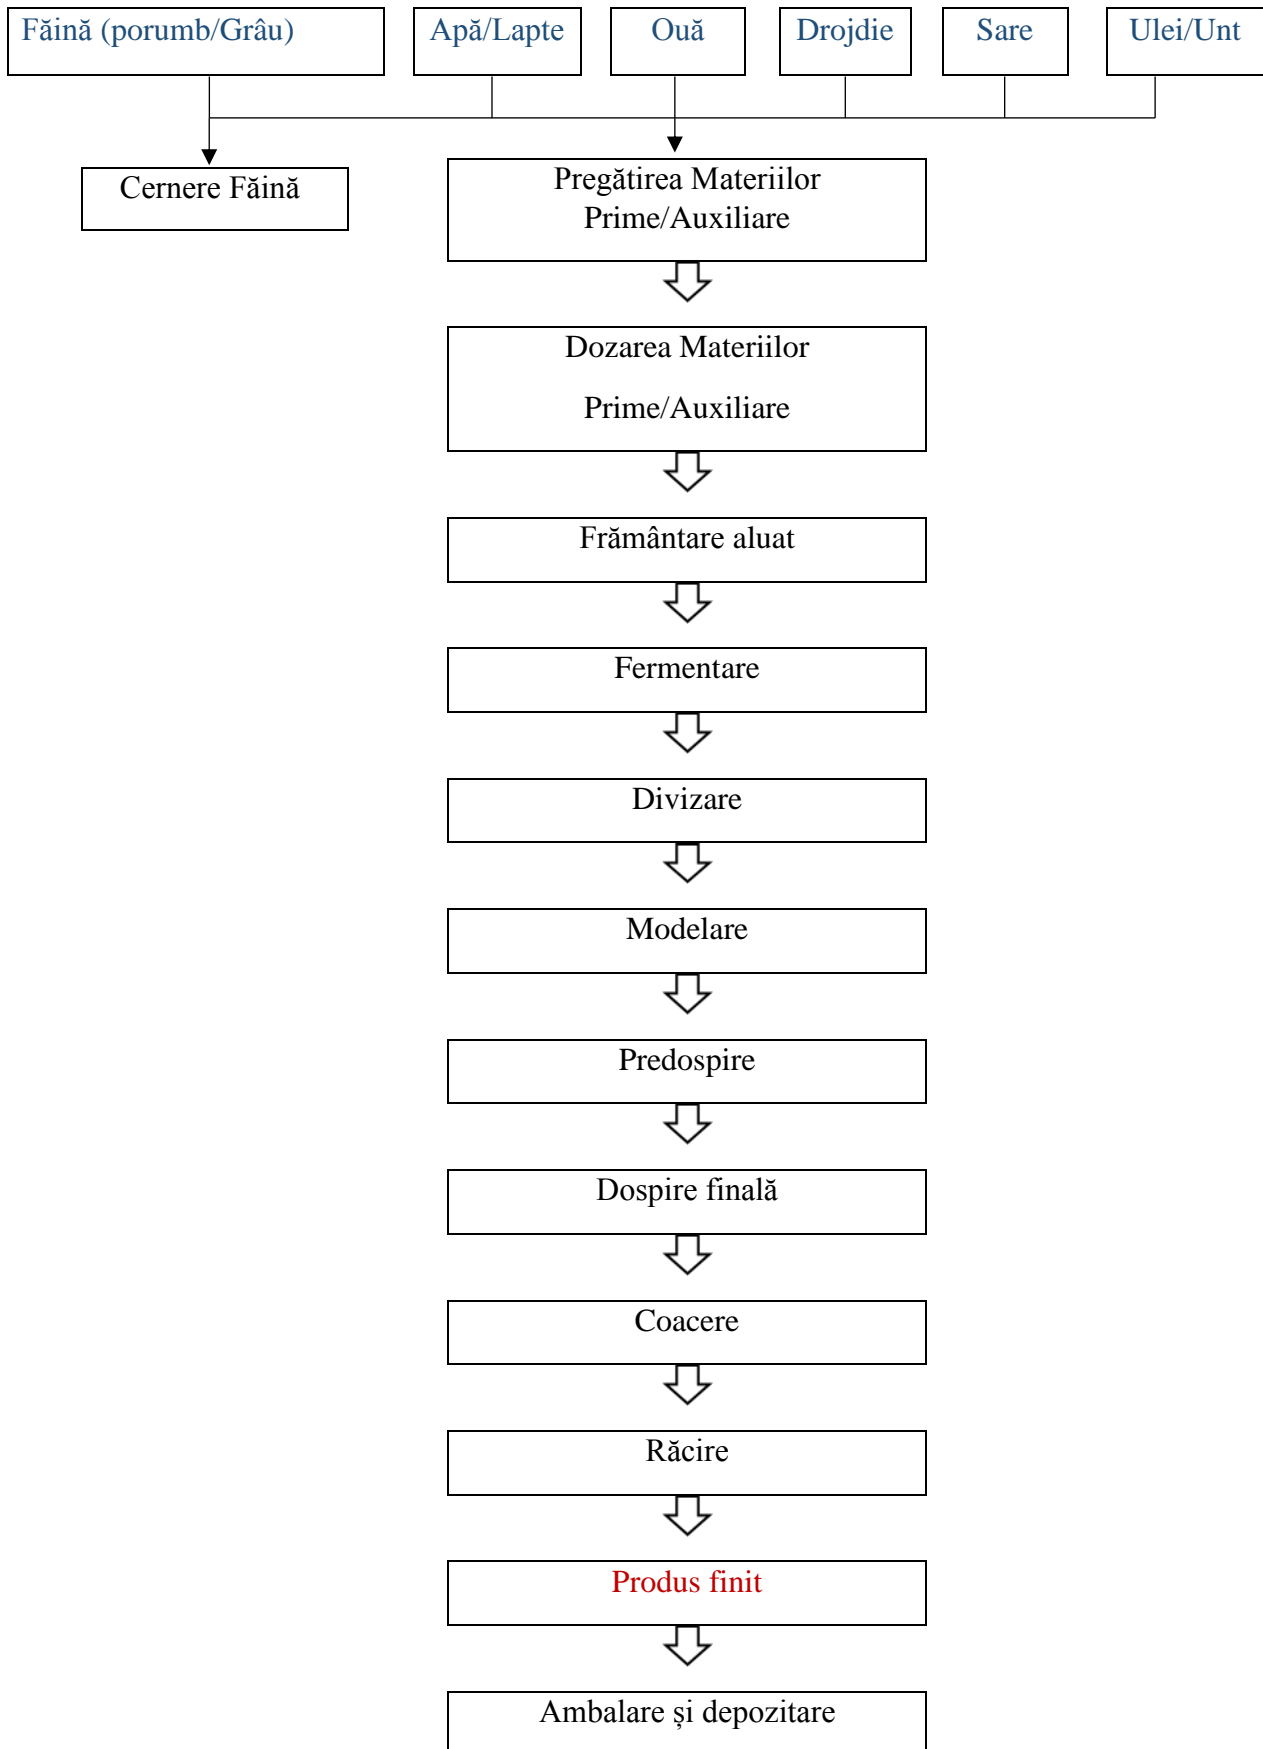 Făină (porumb/Grâu)
Apă/Lapte
Ouă
Drojdie
Sare
Ulei/Unt
Cernere Făină
Pregătirea Materiilor
Prime/Auxiliare
Dozarea Materiilor
Prime/Auxiliare
Frământare aluat
Fermentare
Divizare
Modelare
Predospire
Dospire finală
Coacere
Răcire
Produs finit
Ambalare și depozitare